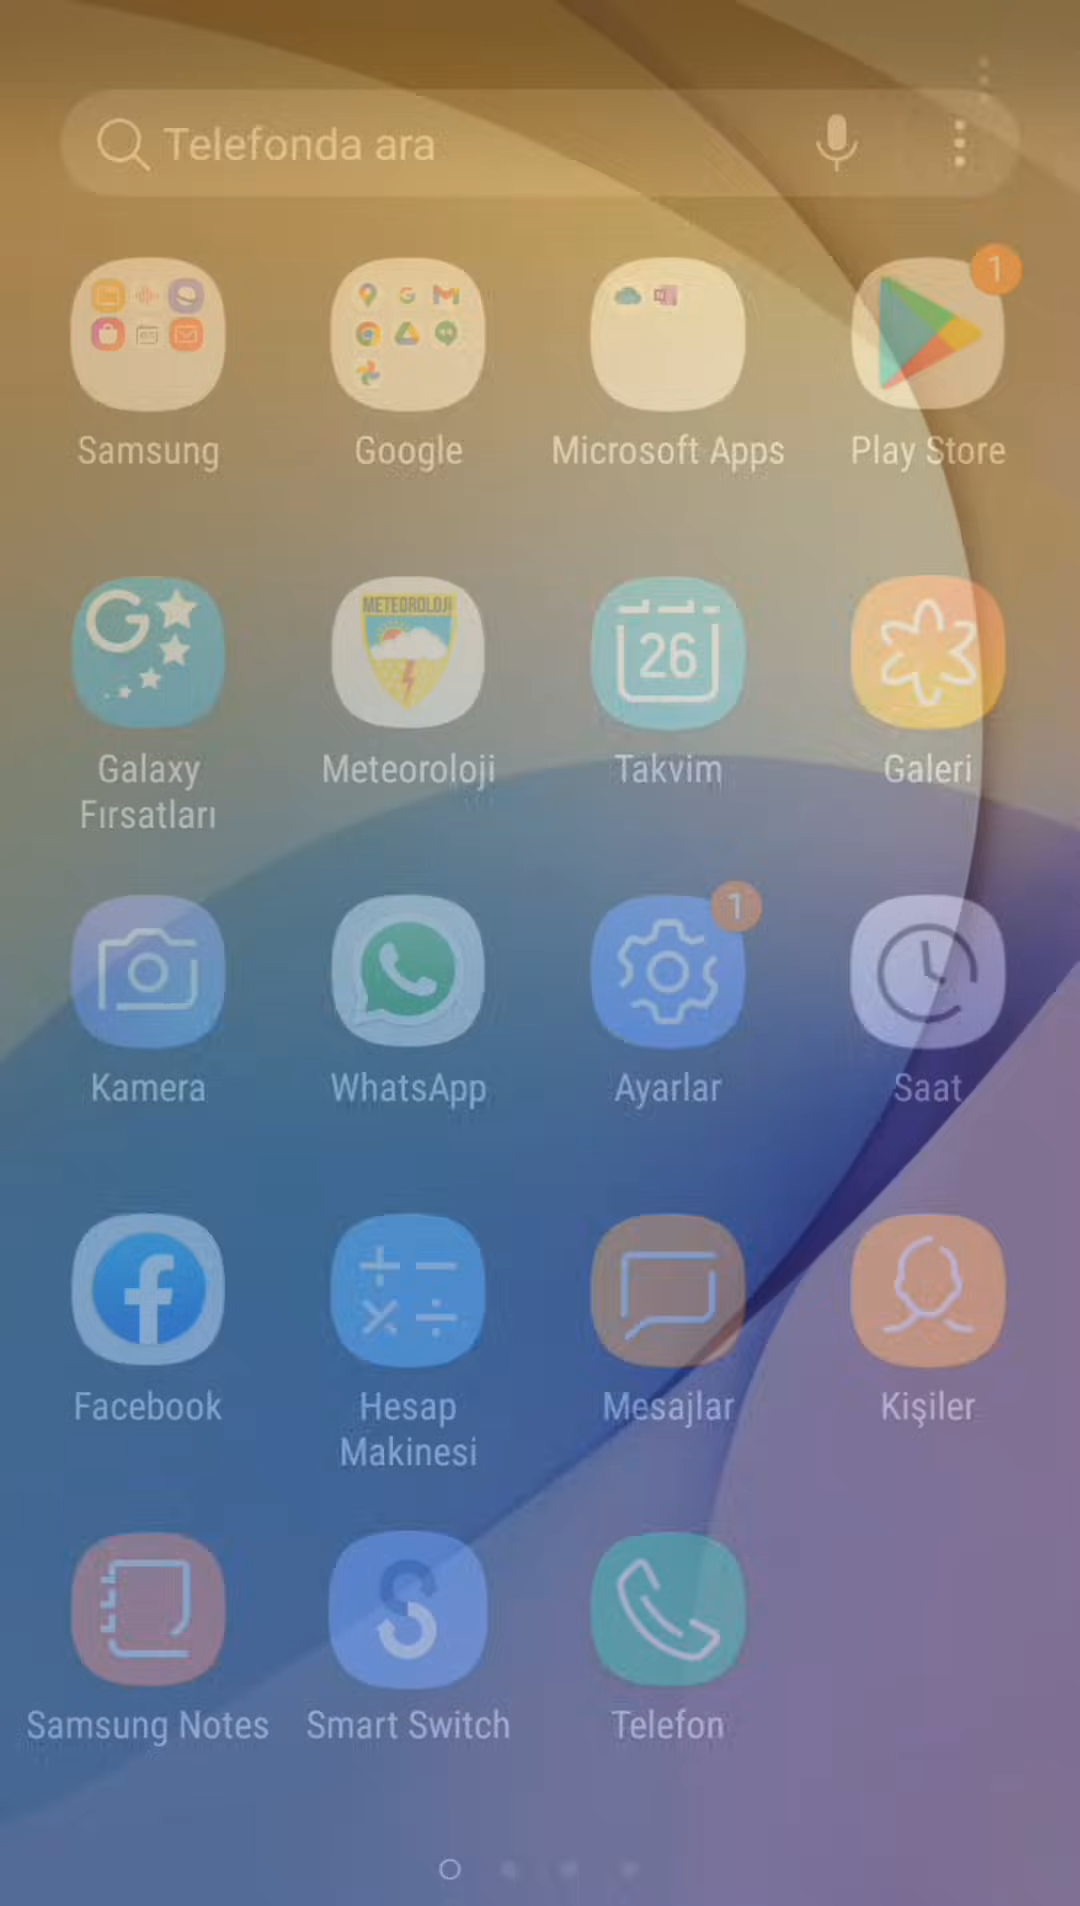 Telefonda ara
1
Samsung
Google
Microsoft Apps
Play Store
METEOROLOJİ
26
Galaxy
Fırsatları
Meteoroloji
Takvim
Galeri
1
Kamera
WhatsApp
Ayarlar
Saat
Facebook
Hesap
Makinesi
Mesajlar
Kişiler
Samsung Notes
Smart Switch
Telefon